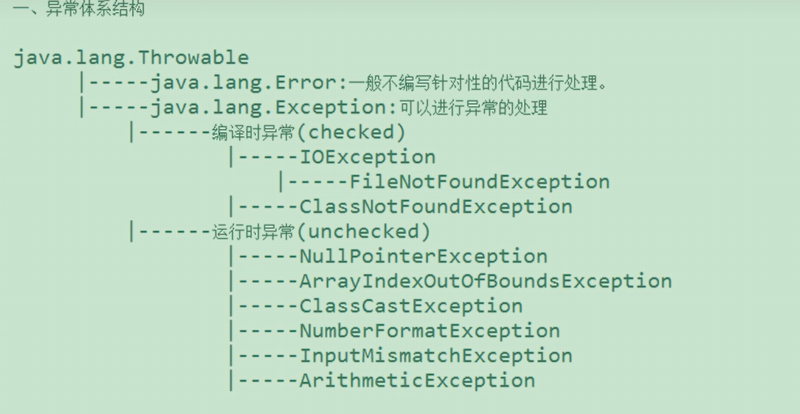 一、异常体系结构
java.lang.Throwable
|-----java.lang.Error:一般不编写针对性的代码进行处理。
|-----java.lang.Exception:可以进行异常的处理
|------编译时异常(checked)
|-----IOException
|-----FileNotFoundException
|-----ClassNotFoundException
|------运行时异常(unchecked)
|-----NullPointerException
|-----ArrayIndexOutOfBoundsException
|-----ClassCastException
|-----NumberFormatException
|-----InputMismatchException
|-----ArithmeticException